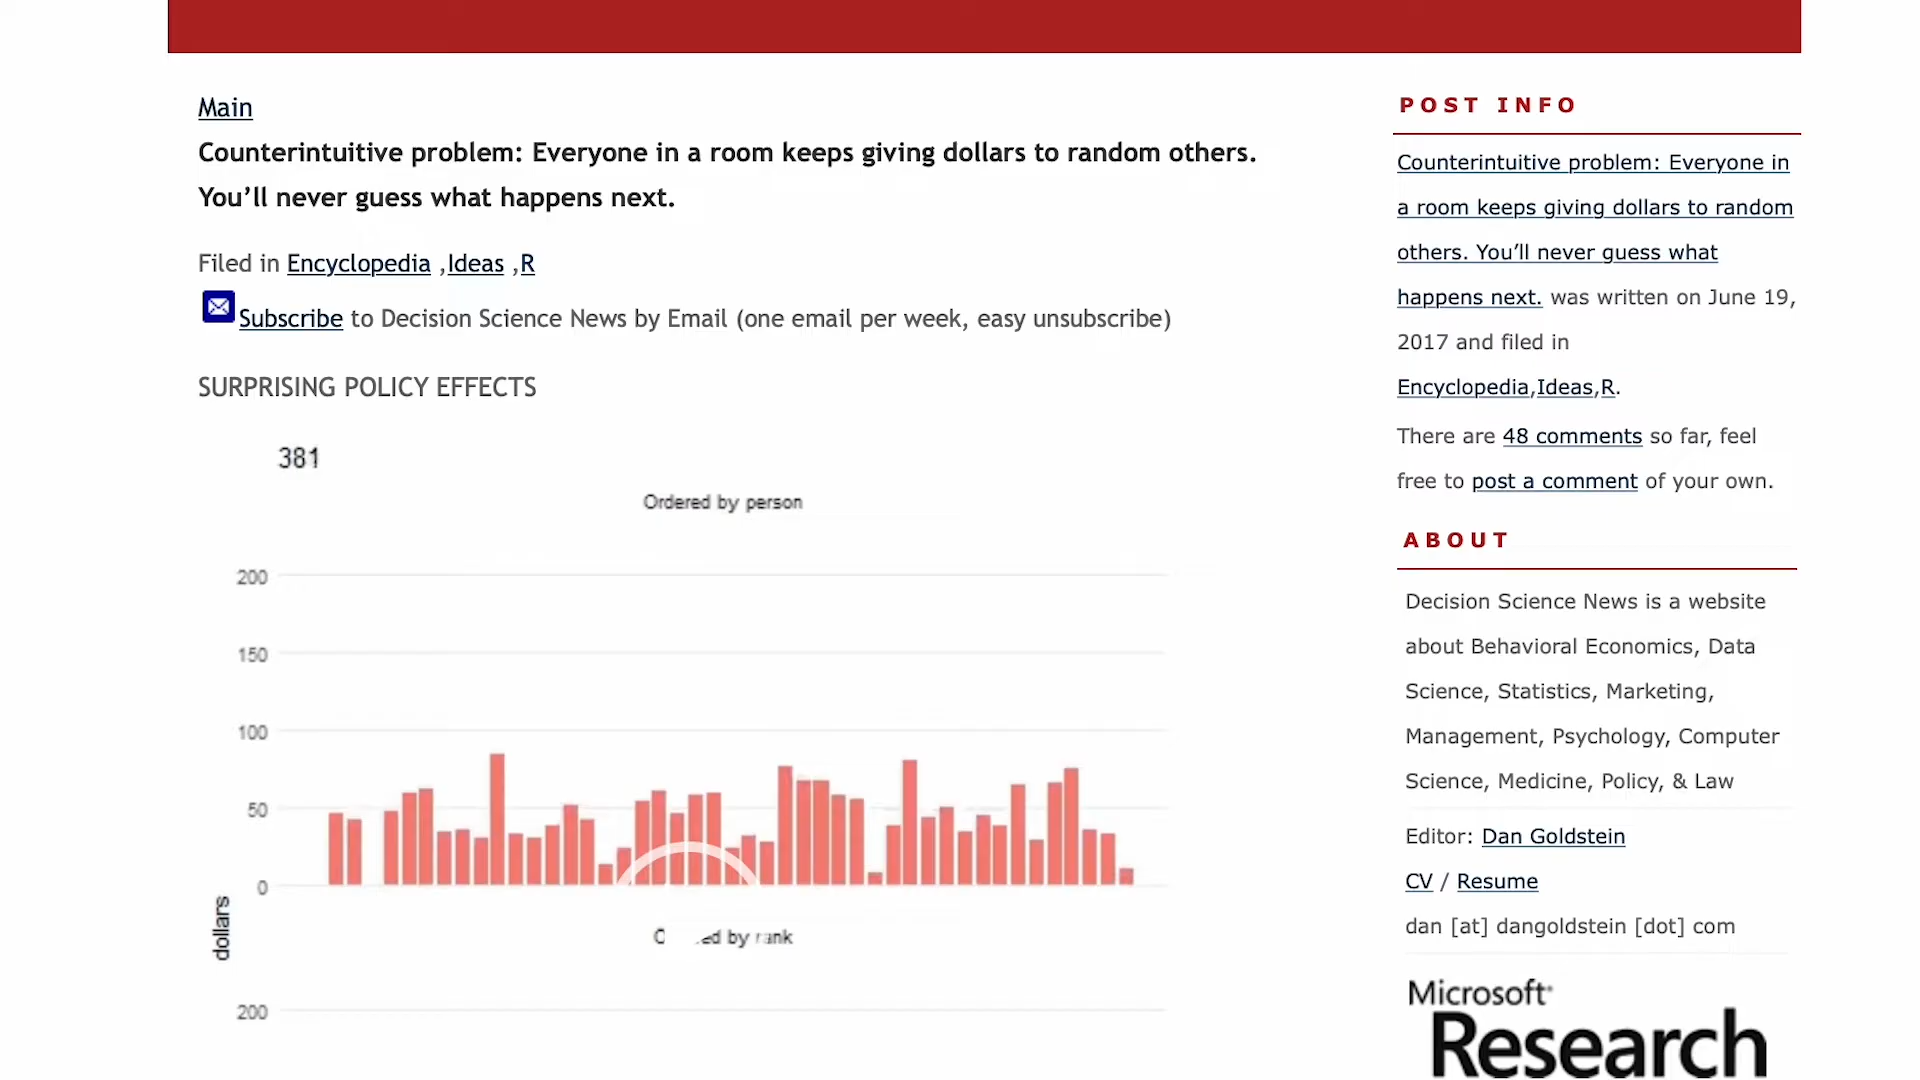 Main
Counterintuitive problem: Everyone in a room keeps giving dollars to random others.
You’ll never guess what happens next.
Filed in Encyclopedia ,Ideas ,R
Subscribe to Decision Science News by Email (one email per week, easy unsubscribe)
SURPRISING POLICY EFFECTS
381
Ordered by person
200
150
100
50
0
dollars
by rank
200
POST INFO
Counterintuitive problem: Everyone in
a room keeps giving dollars to random
others. You’ll never guess what
happens next. was written on June 19,
2017 and filed in
Encyclopedia,Ideas,R.
There are 48 comments so far, feel
free to post a comment of your own.
ABOUT
Decision Science News is a website
about Behavioral Economics, Data
Science, Statistics, Marketing,
Management, Psychology, Computer
Science, Medicine, Policy, & Law
Editor: Dan Goldstein
CV / Resume
dan [at] dangoldstein [dot] com
Microsoft
Research